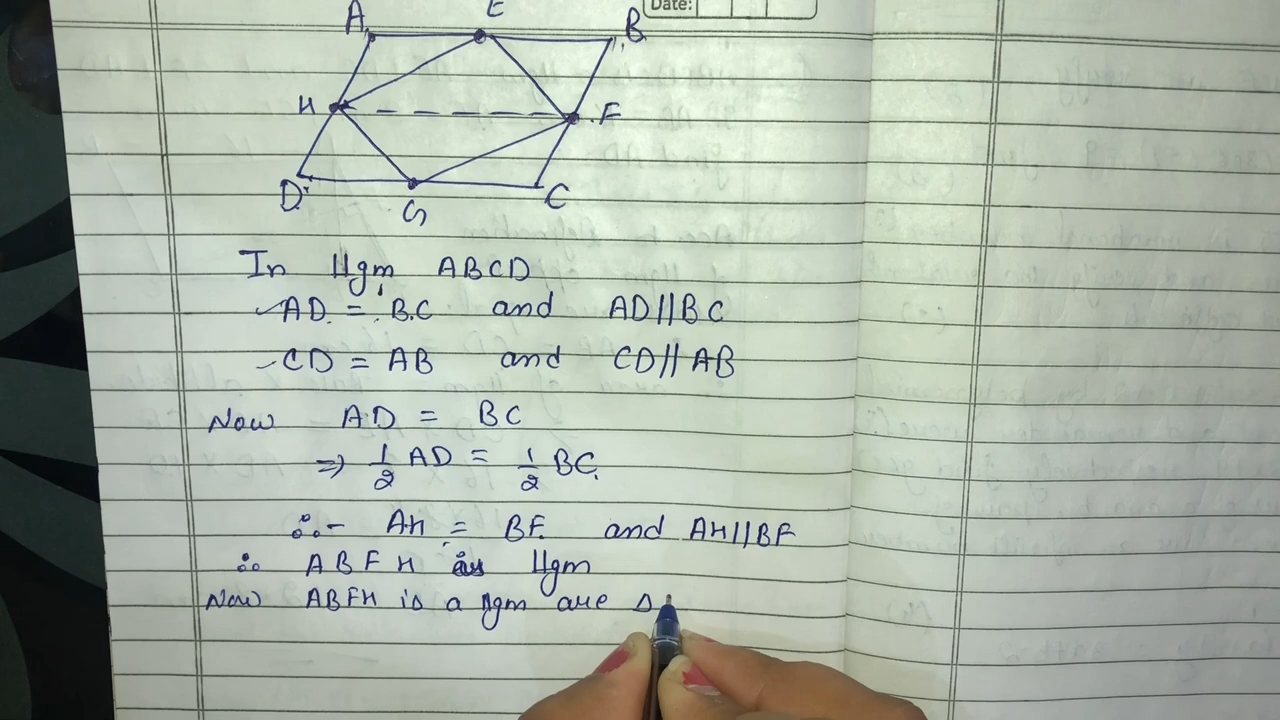 Date:
A E B
H F
D G C
In ||gm ABCD
AD = BC and AD||BC
CD = AB and CD||AB
Now AD = BC
⇒ 1/2 AD = 1/2 BC
∴- AH = BF and AH||BF
∴ ABFH is ||gm
Now ABFH is a ||gm are Δ